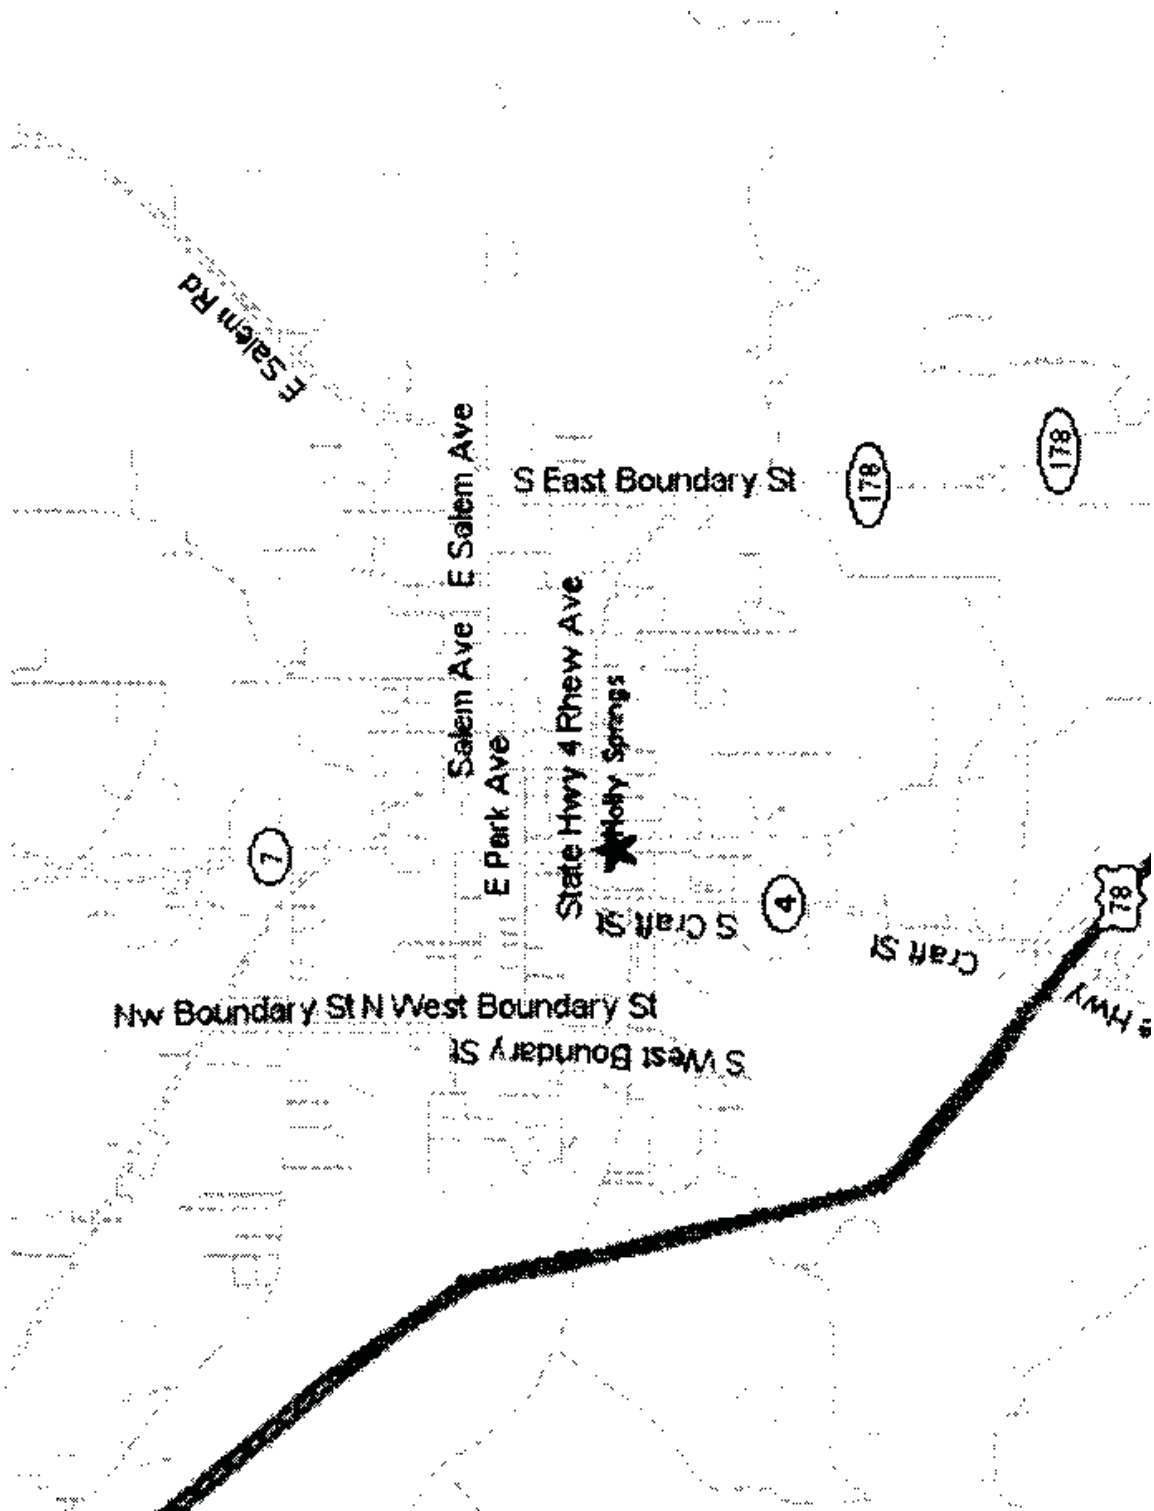 E Salem Rd
E Salem Ave
S East Boundary St
178
178
Salem Ave
State Hwy 4 Rhew Ave
Holly Springs
E Park Ave
7
4
S Craft St
Craft St
78
Hwy
Nw Boundary St
N West Boundary St
S West Boundary St